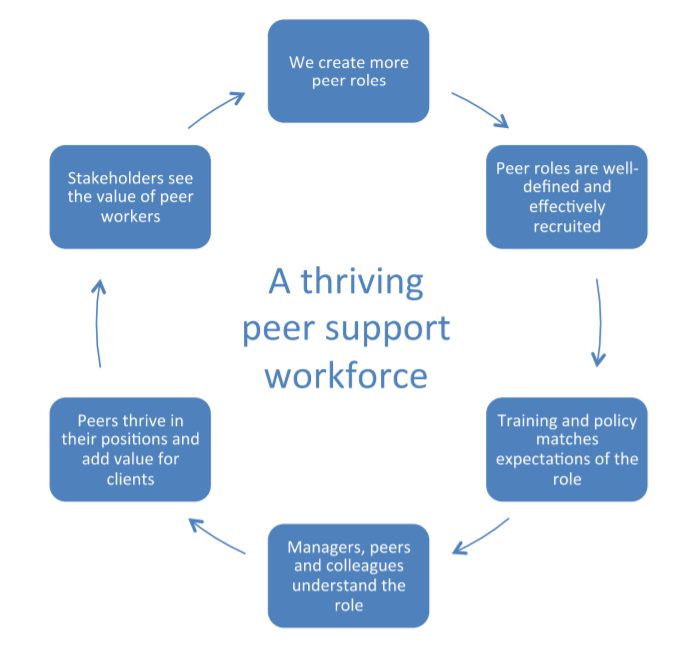 We create more
peer roles
Peer roles are well-
defined and
effectively
recruited
Training and policy
matches
expectations of the
role
Managers, peers
and colleagues
understand the
role
Peers thrive in
their positions and
add value for
clients
Stakeholders see
the value of peer
workers
A thriving
peer support
workforce